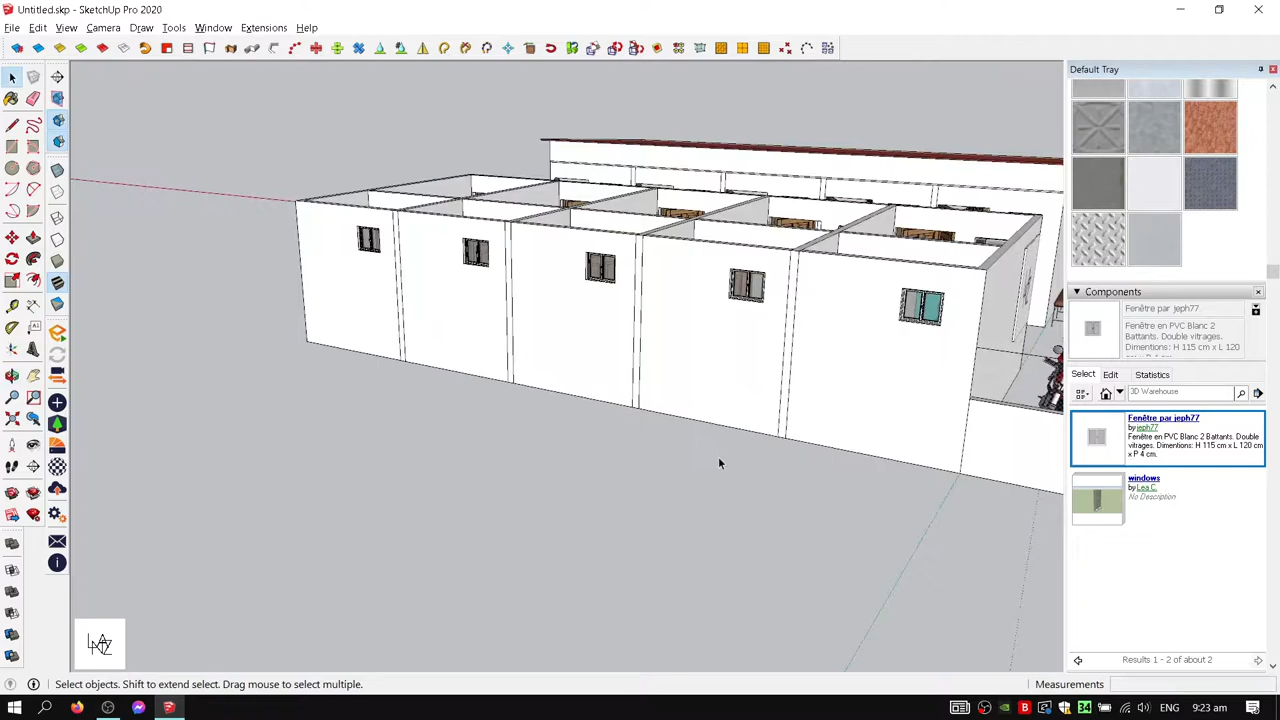 Untitled.skp - SketchUp Pro 2020
File Edit View Camera Draw Tools Window Extensions Help
Default Tray
Components
Fenêtre par jeph77
Fenêtre en PVC Blanc 2
Battants. Double vitrages.
Dimentions: H 115 cm x L 120
cm x P 4 cm.
Select Edit Statistics
3D Warehouse
Fenêtre par jeph77
by jeph77
Fenêtre en PVC Blanc 2 Battants. Double
vitrages. Dimentions: H 115 cm x L 120 cm
x P 4 cm.
windows
by Lea C.
No Description
Results 1 - 2 of about 2
Select objects. Shift to extend select. Drag mouse to select multiple.
Measurements
34
ENG
9:23 am